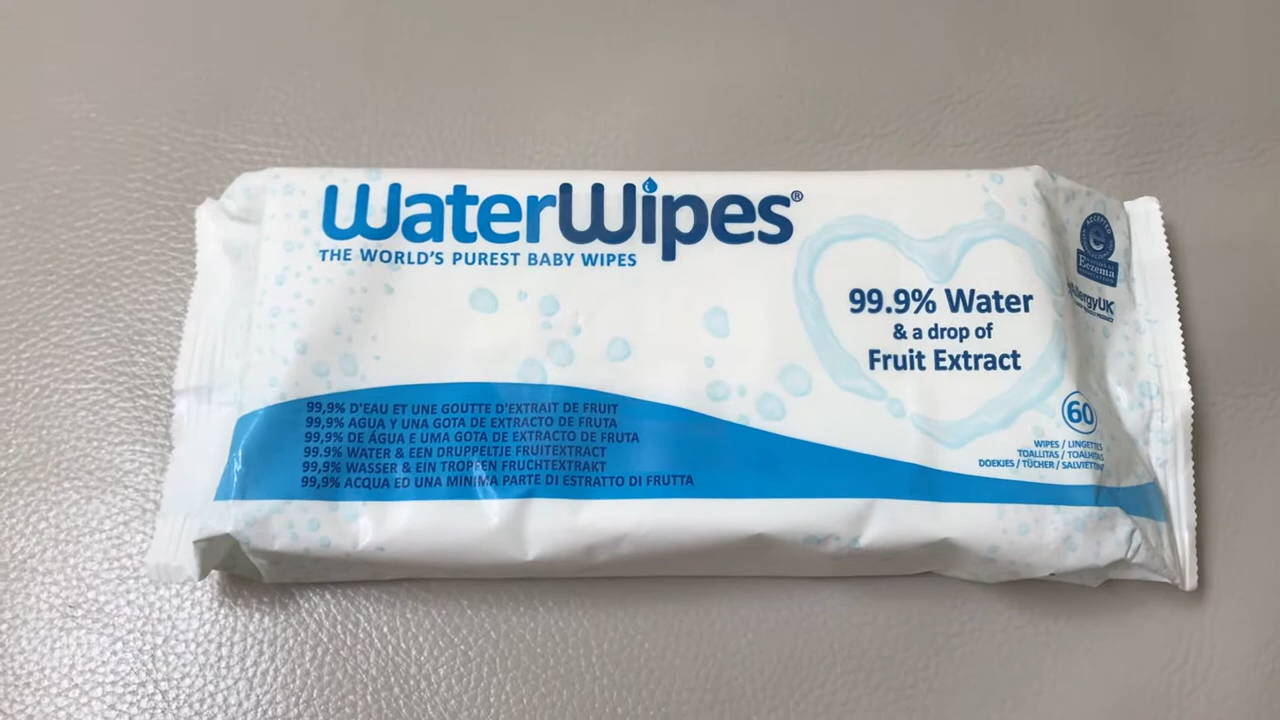 WaterWipes®
THE WORLD'S PUREST BABY WIPES
99.9% Water
& a drop of
Fruit Extract
99,9% D'EAU ET UNE GOUTTE D'EXTRAIT DE FRUIT
99,9% AGUA Y UNA GOTA DE EXTRACTO DE FRUTA
99,9% DE ÁGUA E UMA GOTA DE EXTRACTO DE FRUTA
99.9% WATER & EEN DRUPPELTJE FRUITEXTRACT
99,9% WASSER & EIN TROPFEN FRUCHTEXTRAKT
99,9% ACQUA ED UNA MINIMA PARTE DI ESTRATTO DI FRUTTA
e
Eczema
AllergyUK
60
WIPES / LINGETTES
TOALLITAS / TOALHITAS
DOEKJES / TÜCHER /